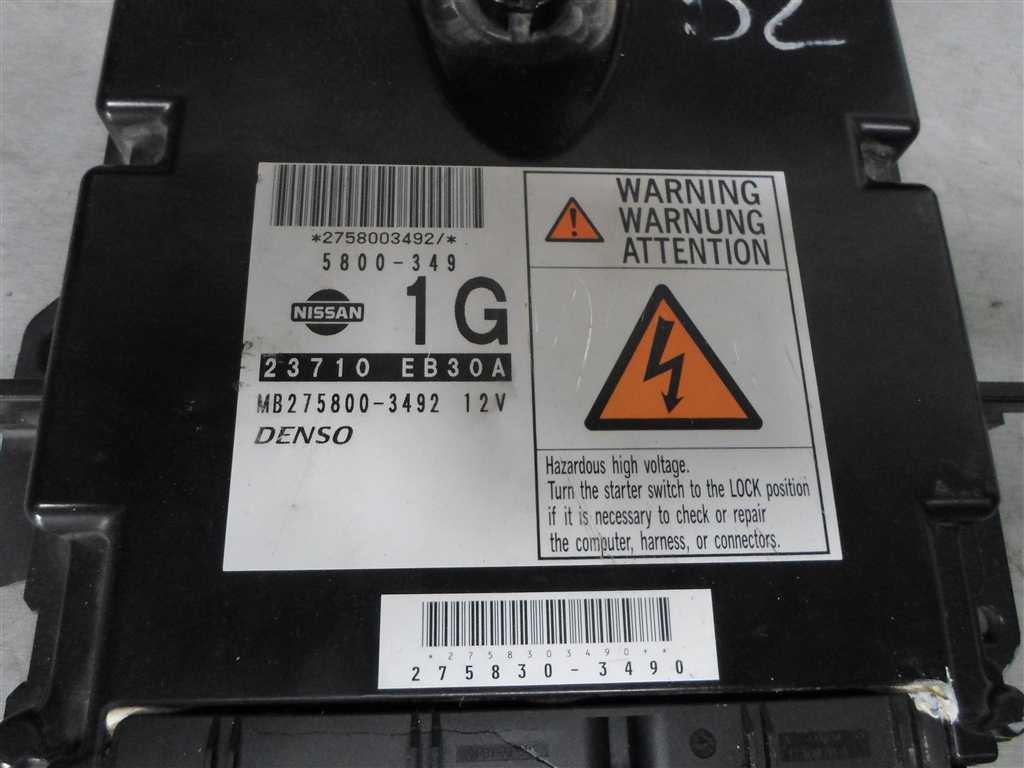 *2758003492/*
5800-349
NISSAN
1G
23710 EB30A
MB275800-3492 12V
DENSO
WARNING
WARNUNG
ATTENTION
Hazardous high voltage.
Turn the starter switch to the LOCK position
if it is necessary to check or repair
the computer, harness, or connectors.
*2758303490+*
275830-3490